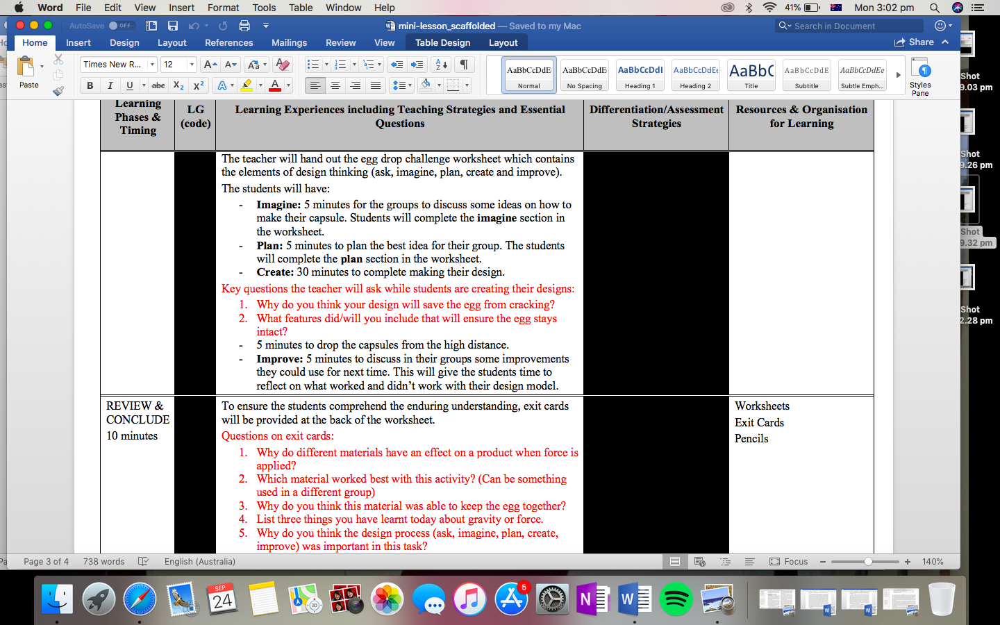 Word File Edit View Insert Format Tools Table Window Help 41% Mon 3:02 pm
AutoSave OFF mini-lesson_scaffolded — Saved to my Mac Search in Document
Home Insert Design Layout References Mailings Review View Table Design Layout Share
Paste Times New R... 12
B I U abc X2 X2 A A
AaBbCcDdE AaBbCcDdE AaBbCcDdI AaBbCcDdEe AaBbC AaBbCcDdE AaBbCcDdEe
Normal No Spacing Heading 1 Heading 2 Title Subtitle Subtle Emph... Styles Pane
Learning
Phases &
Timing
LG
(code)
Learning Experiences including Teaching Strategies and Essential
Questions
Differentiation/Assessment
Strategies
Resources & Organisation
for Learning
The teacher will hand out the egg drop challenge worksheet which contains
the elements of design thinking (ask, imagine, plan, create and improve).
The students will have:
- Imagine: 5 minutes for the groups to discuss some ideas on how to
make their capsule. Students will complete the imagine section in
the worksheet.
- Plan: 5 minutes to plan the best idea for their group. The students
will complete the plan section in the worksheet.
- Create: 30 minutes to complete making their design.
Key questions the teacher will ask while students are creating their designs:
1. Why do you think your design will save the egg from cracking?
2. What features did/will you include that will ensure the egg stays
intact?
- 5 minutes to drop the capsules from the high distance.
- Improve: 5 minutes to discuss in their groups some improvements
they could use for next time. This will give the students time to
reflect on what worked and didn't work with their design model.
REVIEW &
CONCLUDE
10 minutes
To ensure the students comprehend the enduring understanding, exit cards
will be provided at the back of the worksheet.
Questions on exit cards:
1. Why do different materials have an effect on a product when force is
applied?
2. Which material worked best with this activity? (Can be something
used in a different group)
3. Why do you think this material was able to keep the egg together?
4. List three things you have learnt today about gravity or force.
5. Why do you think the design process (ask, imagine, plan, create,
improve) was important in this task?
Worksheets
Exit Cards
Pencils
Shot
9.03 pm
Shot
9.26 pm
Shot
9.32 pm
Shot
2.28 pm
Page 3 of 4 738 words English (Australia) Focus 140%
SEP
24
3D
5
N
W